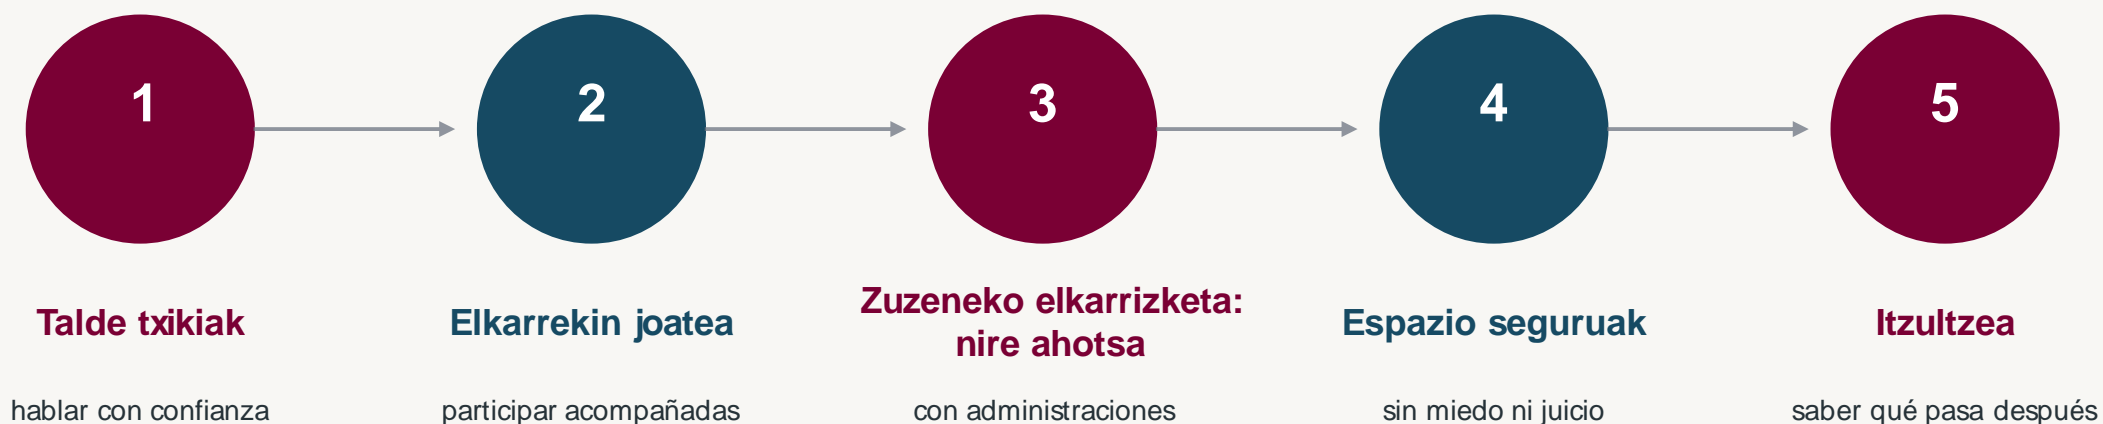 1
2
3
4
5
Talde txikiak
Elkarrekin joatea
Zuzeneko elkarrizketa:
nire ahotsa
Espazio seguruak
Itzultzea
hablar con confianza
participar acompañadas
con administraciones
sin miedo ni juicio
saber qué pasa después